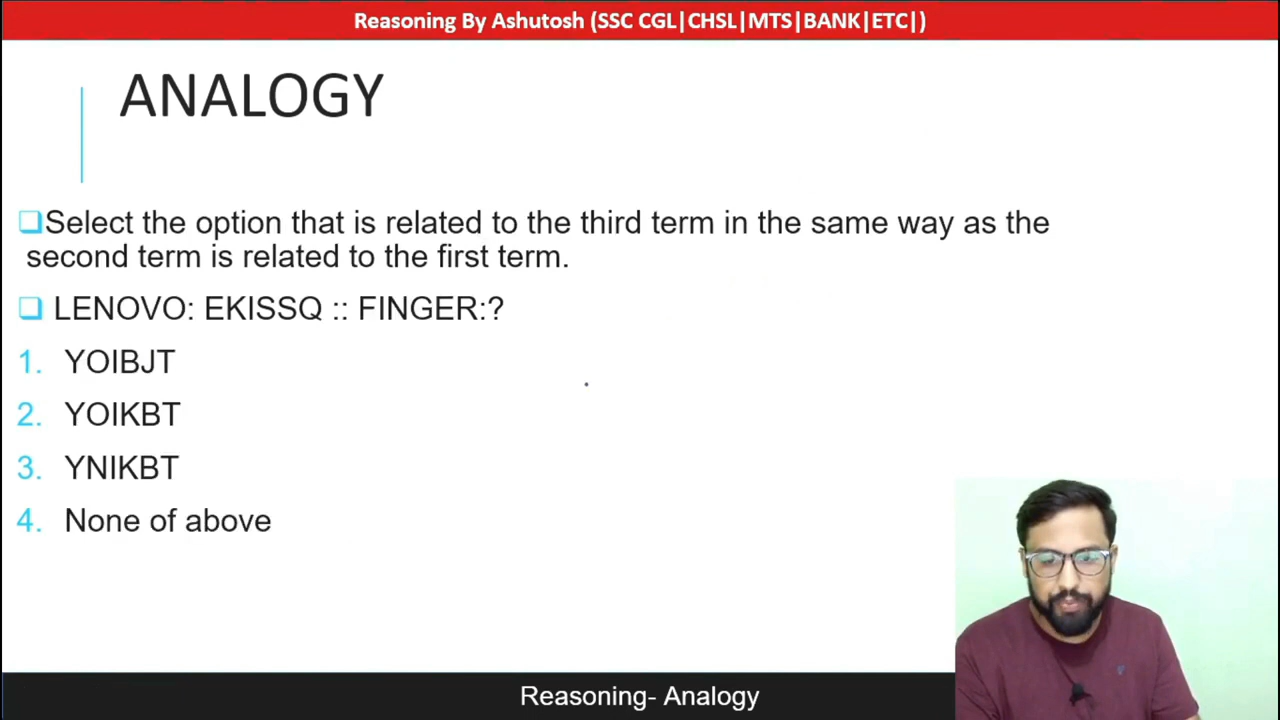 Reasoning By Ashutosh (SSC CGL|CHSL|MTS|BANK|ETC|)
ANALOGY
Select the option that is related to the third term in the same way as the
second term is related to the first term.
LENOVO: EKISSQ :: FINGER:?
1. YOIBJT
2. YOIKBT
3. YNIKBT
4. None of above
Reasoning- Analogy